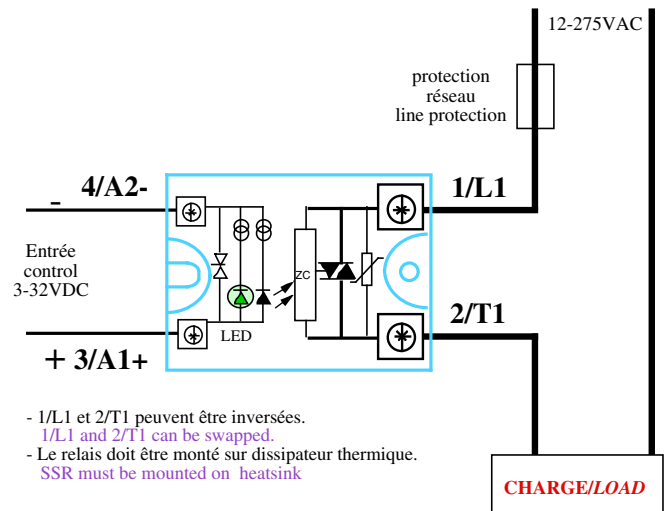 12-275VAC
protection
réseau
line protection
4/A2-
1/L1
-
Entrée
control
3-32VDC
ZC
LED
2/T1
+ 3/A1+
- 1/L1 et 2/T1 peuvent être inversées.
1/L1 and 2/T1 can be swapped.
- Le relais doit être monté sur dissipateur thermique.
SSR must be mounted on heatsink
CHARGE/LOAD